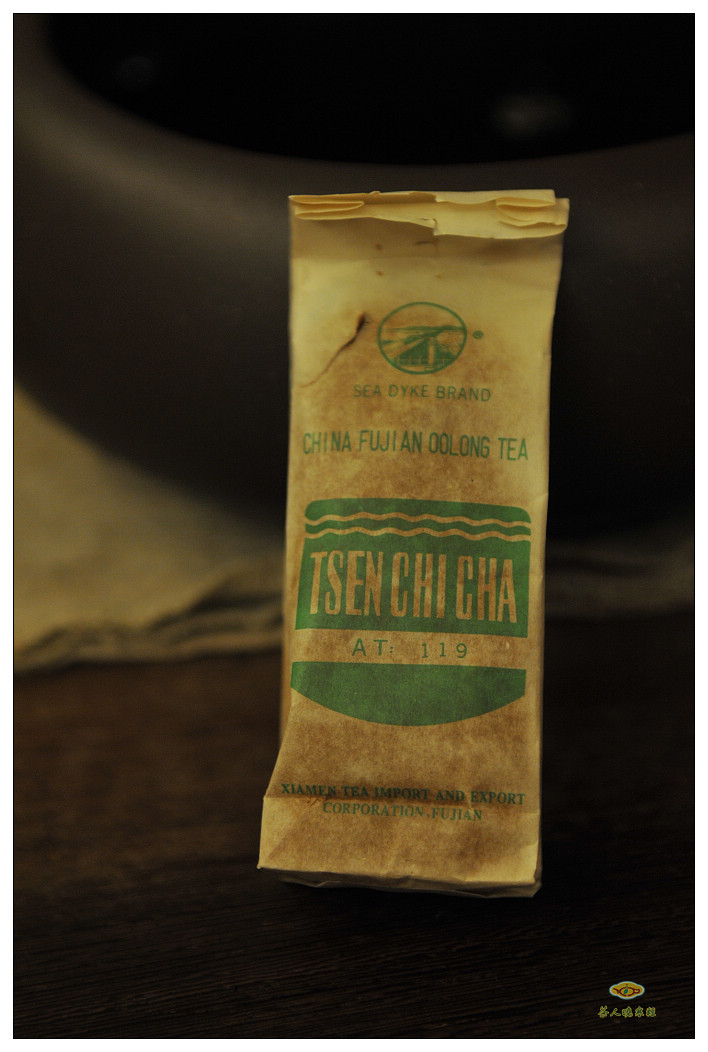 SEA DYKE BRAND
CHINA FUJIAN OOLONG TEA
TSEN CHI CHA
AT: 119
XIAMEN TEA IMPORT AND EXPORT
CORPORATION.FUJIAN